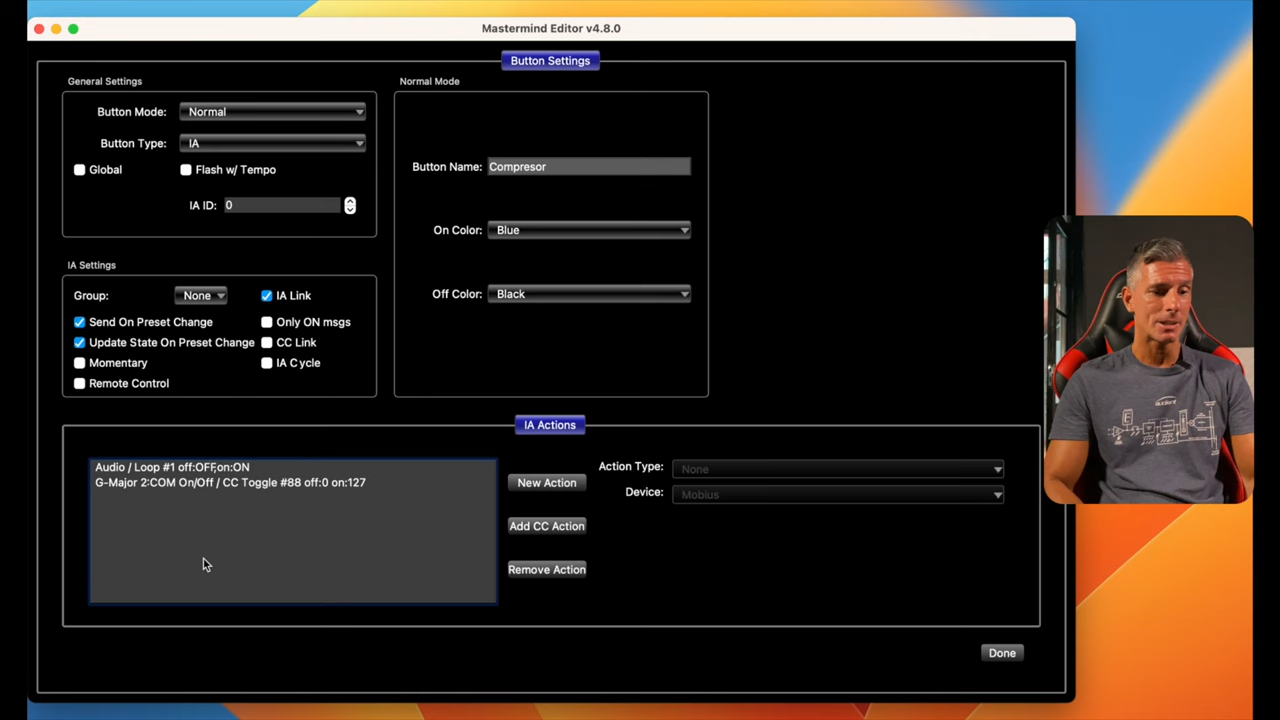 Mastermind Editor v4.8.0
Button Settings
General Settings
Button Mode: Normal
Button Type: IA
Global Flash w/ Tempo
IA ID: 0
Normal Mode
Button Name: Compresor
On Color: Blue
Off Color: Black
IA Settings
Group: None IA Link
Send On Preset Change Only ON msgs
Update State On Preset Change CC Link
Momentary IA Cycle
Remote Control
IA Actions
Audio / Loop #1 off:OFF,on:ON
G-Major 2:COM On/Off / CC Toggle #88 off:0 on:127
New Action
Add CC Action
Remove Action
Action Type: None
Device: Mobius
Done